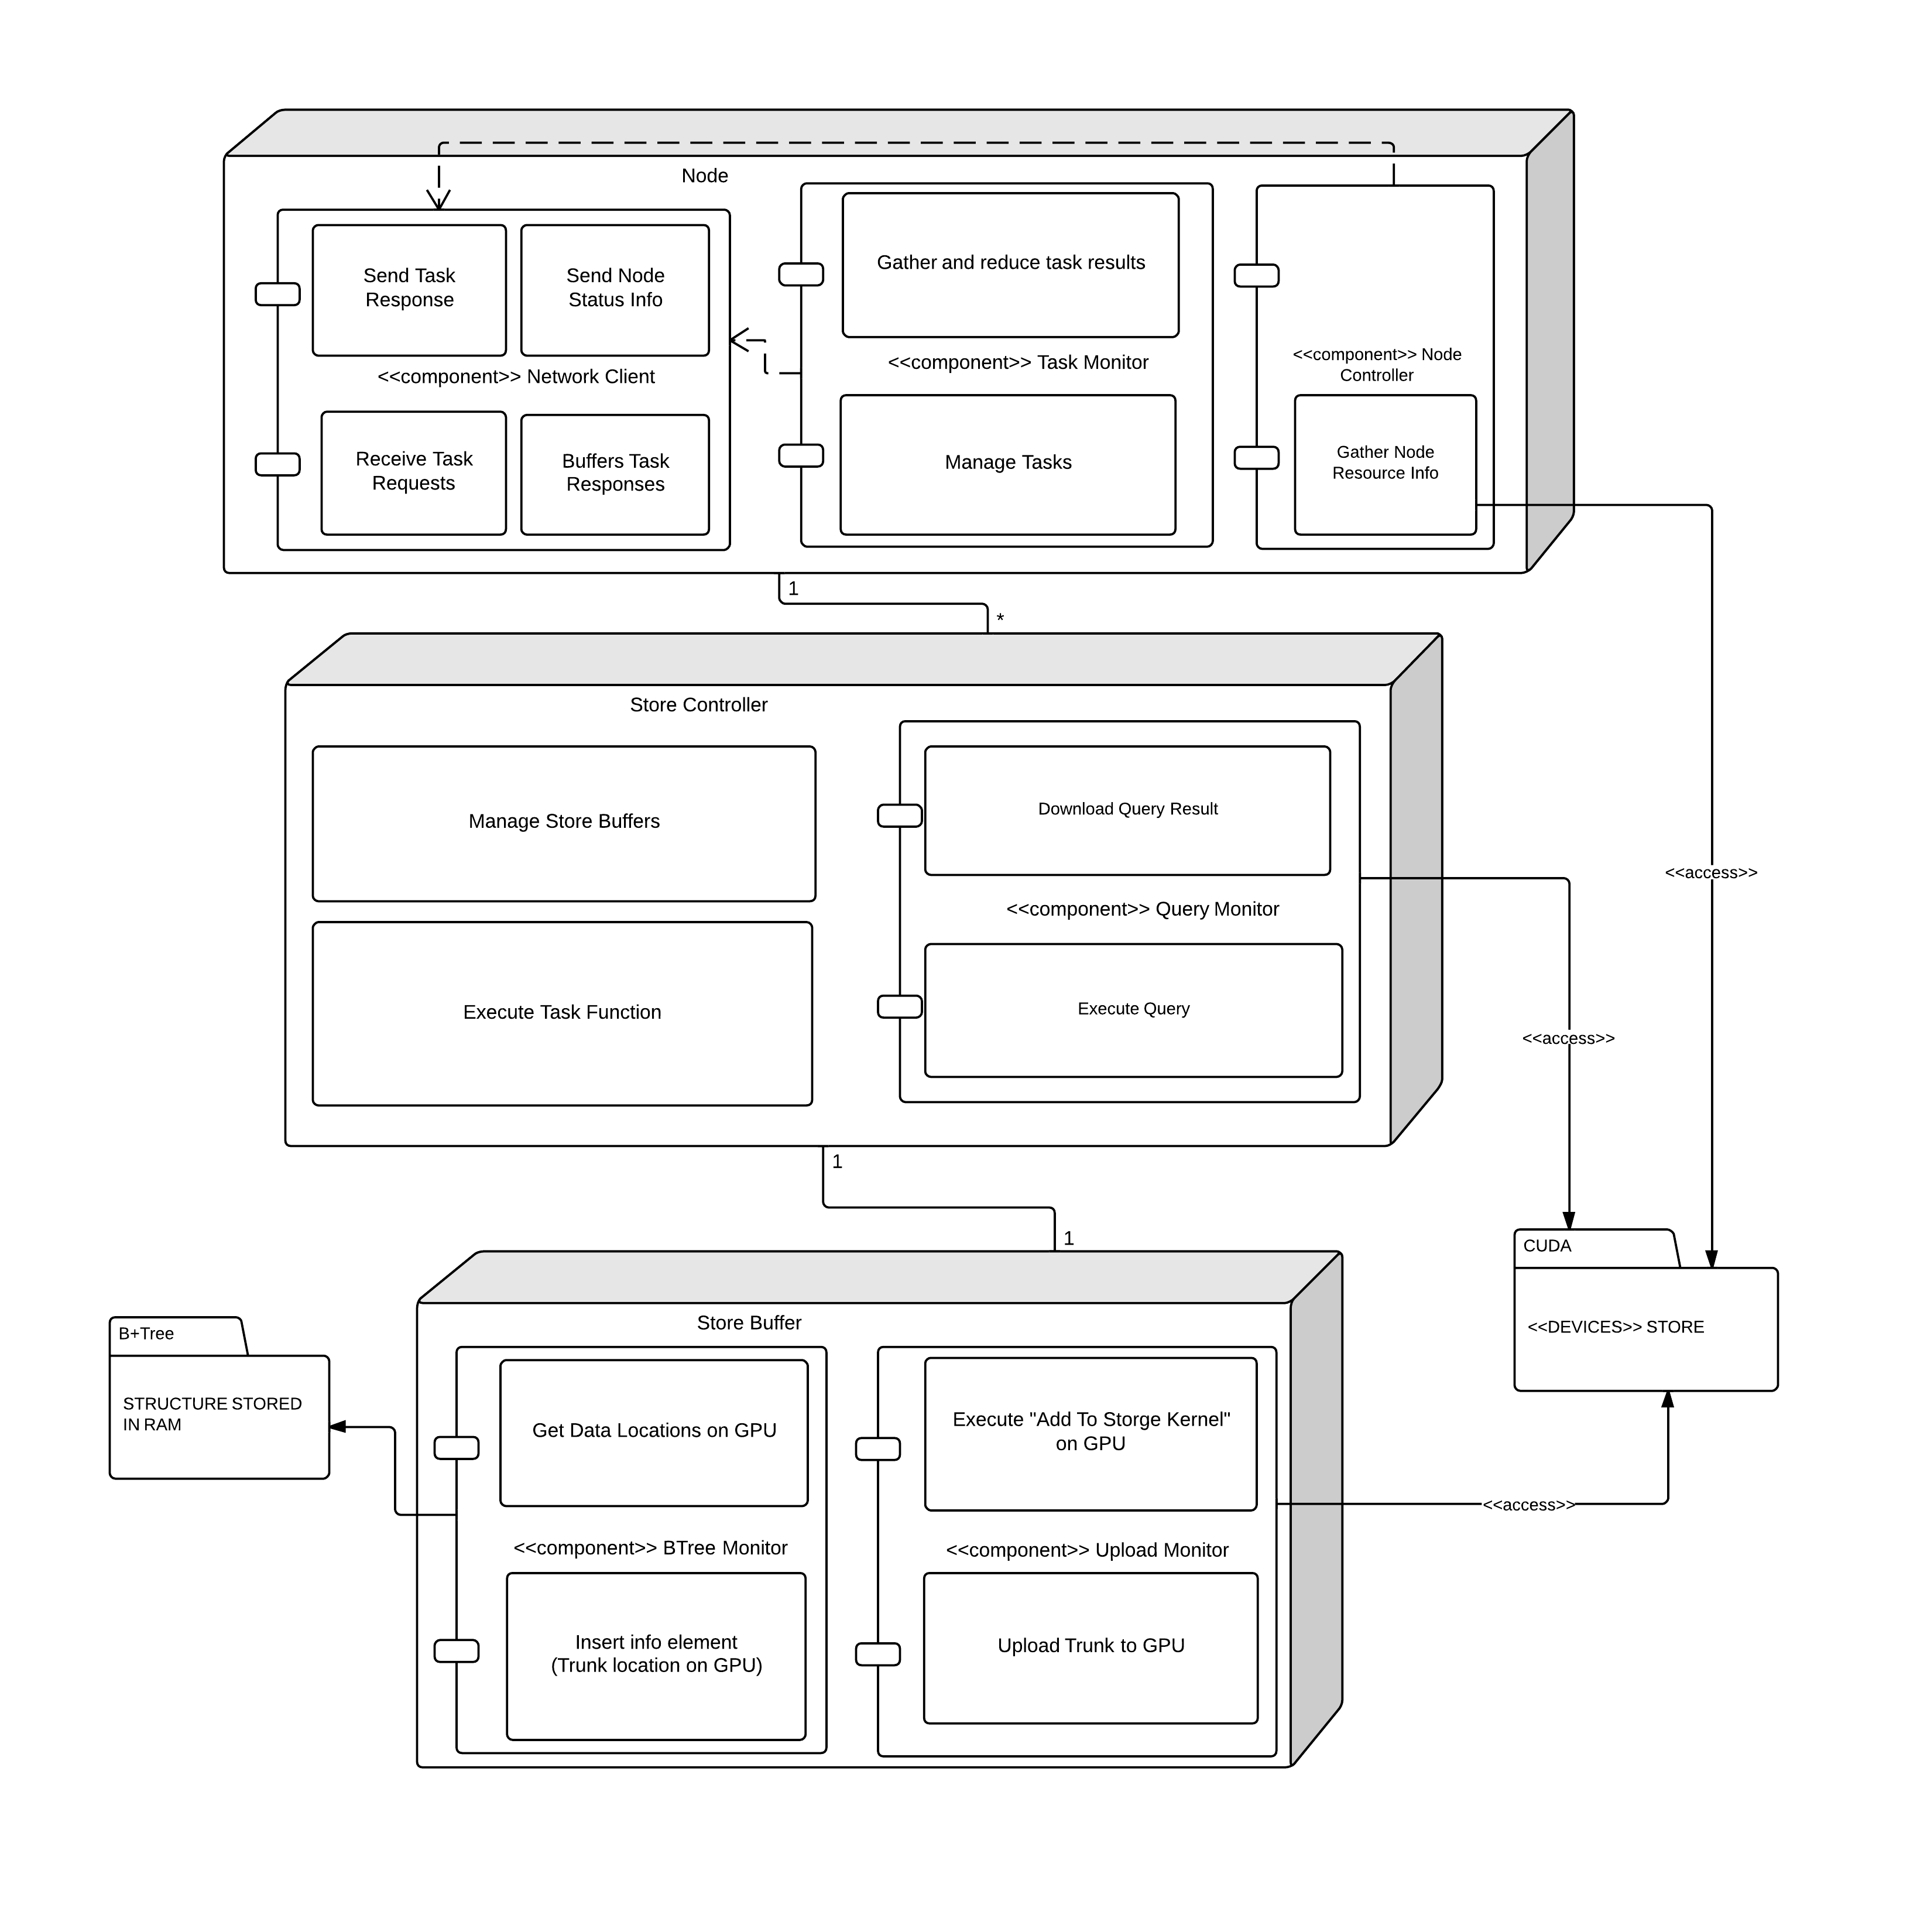 Node
Send Task
Response
Send Node
Status Info
<<component>> Network Client
Receive Task
Requests
Buffers Task
Responses
Gather and reduce task results
<<component>> Task Monitor
Manage Tasks
<<component>> Node
Controller
Gather Node
Resource Info
1
*
Store Controller
Manage Store Buffers
Execute Task Function
Download Query Result
<<component>> Query Monitor
Execute Query
<<access>>
<<access>>
1
1
CUDA
<<DEVICES>> STORE
Store Buffer
B+Tree
STRUCTURE STORED
IN RAM
Get Data Locations on GPU
<<component>> BTree Monitor
Insert info element
(Trunk location on GPU)
Execute "Add To Storge Kernel"
on GPU
<<component>> Upload Monitor
Upload Trunk to GPU
<<access>>